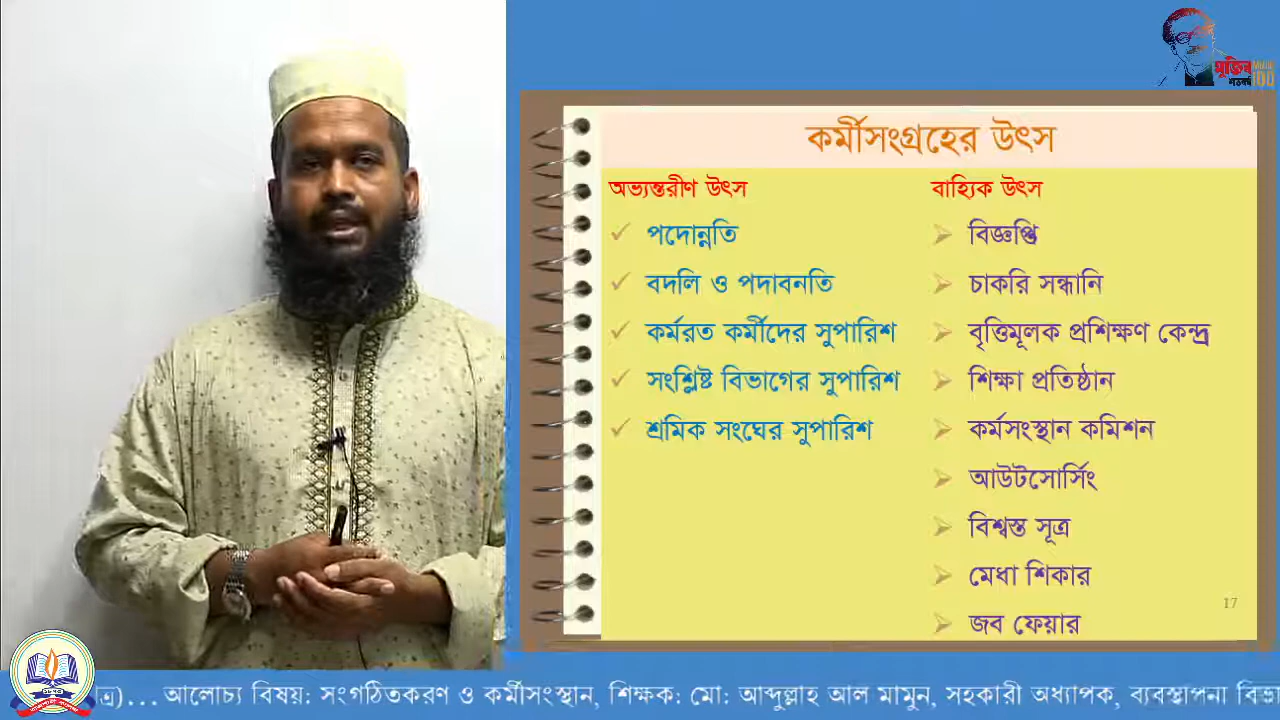 মুজিব
শতবর্ষ
100
কর্মীসংগ্রহের উৎস
অভ্যন্তরীণ উৎস
পদোন্নতি
বদলি ও পদাবনতি
কর্মরত কর্মীদের সুপারিশ
সংশ্লিষ্ট বিভাগের সুপারিশ
শ্রমিক সংঘের সুপারিশ
বাহ্যিক উৎস
বিজ্ঞপ্তি
চাকরি সন্ধানি
বৃত্তিমূলক প্রশিক্ষণ কেন্দ্র
শিক্ষা প্রতিষ্ঠান
কর্মসংস্থান কমিশন
আউটসোর্সিং
বিশ্বস্ত সূত্র
মেধা শিকার
জব ফেয়ার
17
ত্র)... আলোচ্য বিষয়: সংগঠিতকরণ ও কর্মীসংস্থান, শিক্ষক: মো: আব্দুল্লাহ আল মামুন, সহকারী অধ্যাপক, ব্যবস্থাপনা বিভা